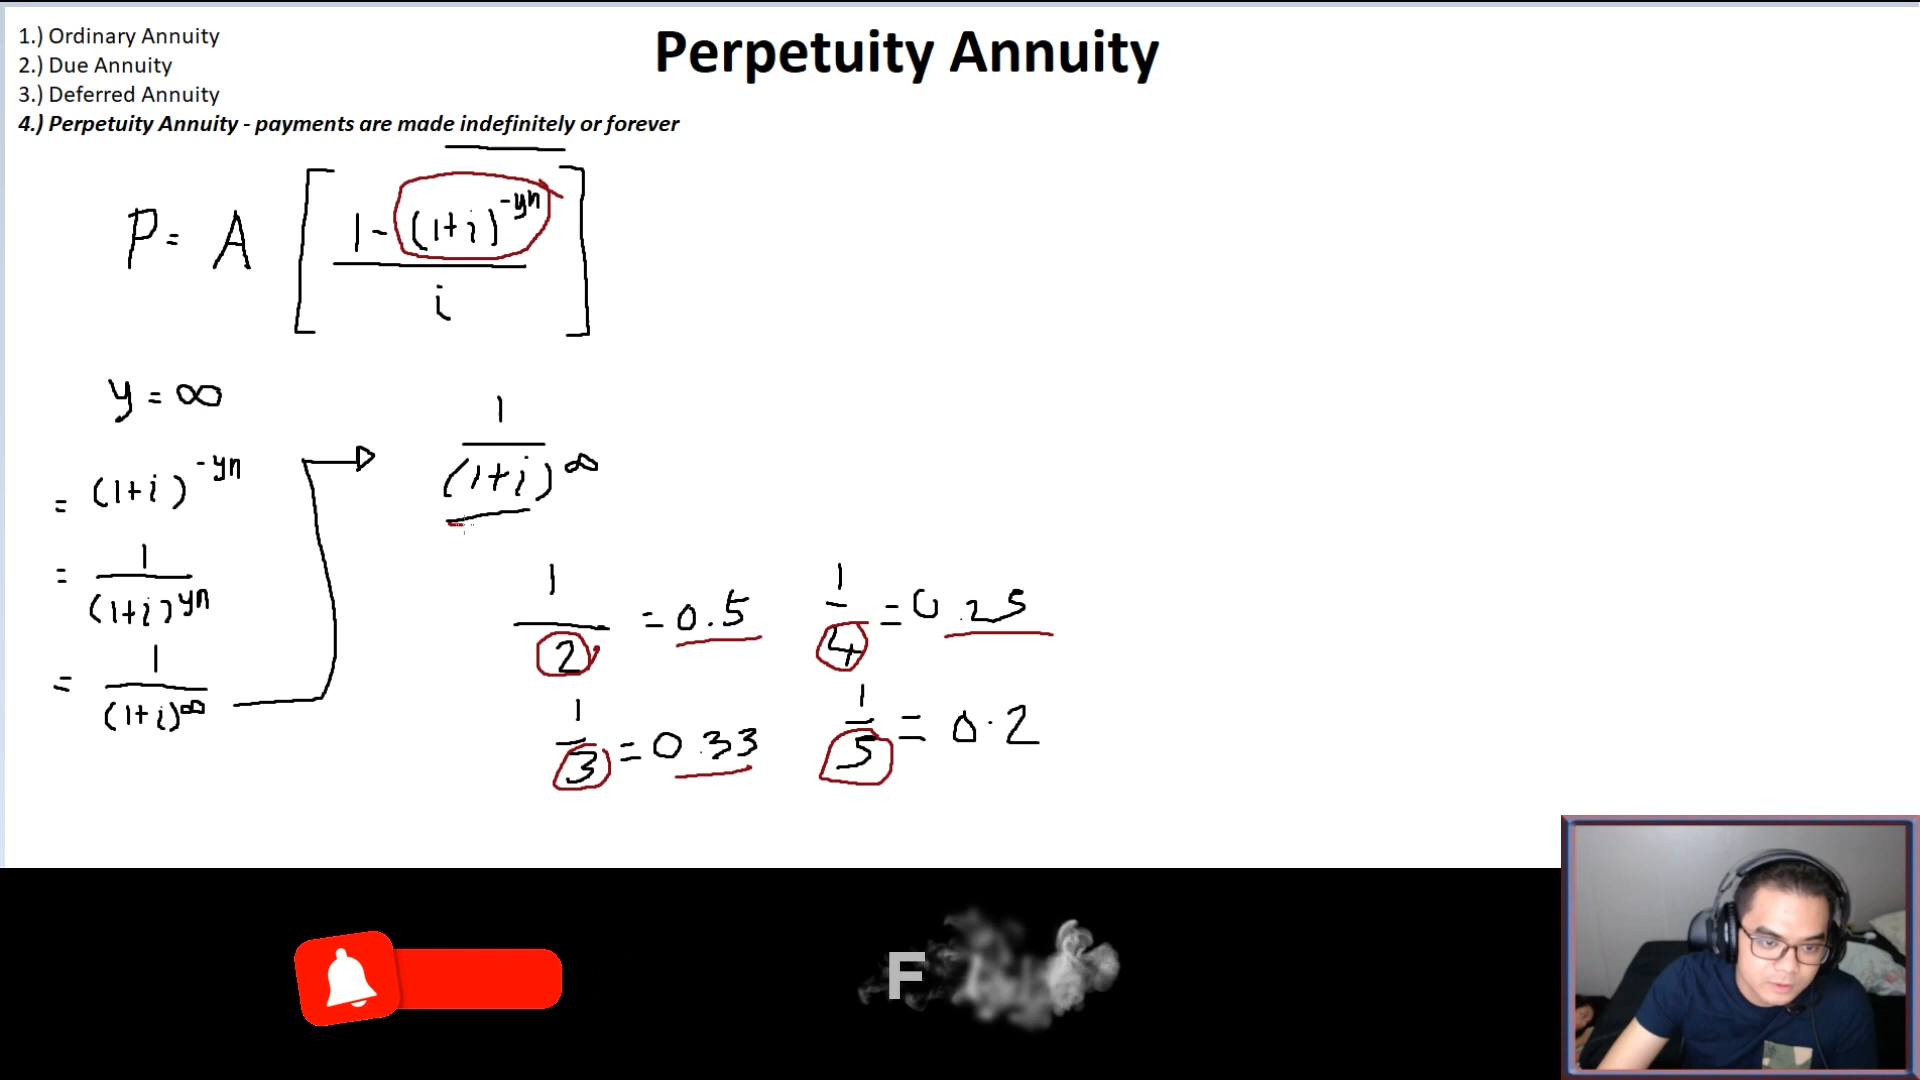 Perpetuity Annuity
1.) Ordinary Annuity
2.) Due Annuity
3.) Deferred Annuity
4.) Perpetuity Annuity - payments are made indefinitely or forever
P = A [ 1 - (1+i)^-yn / i ]
y = ∞
= (1+i)^-yn
= 1 / (1+i)^yn
= 1 / (1+i)^∞
1 / (1+i)^∞
1 / 2 = 0.5
1 / 4 = 0.25
1 / 3 = 0.33
1 / 5 = 0.2
F